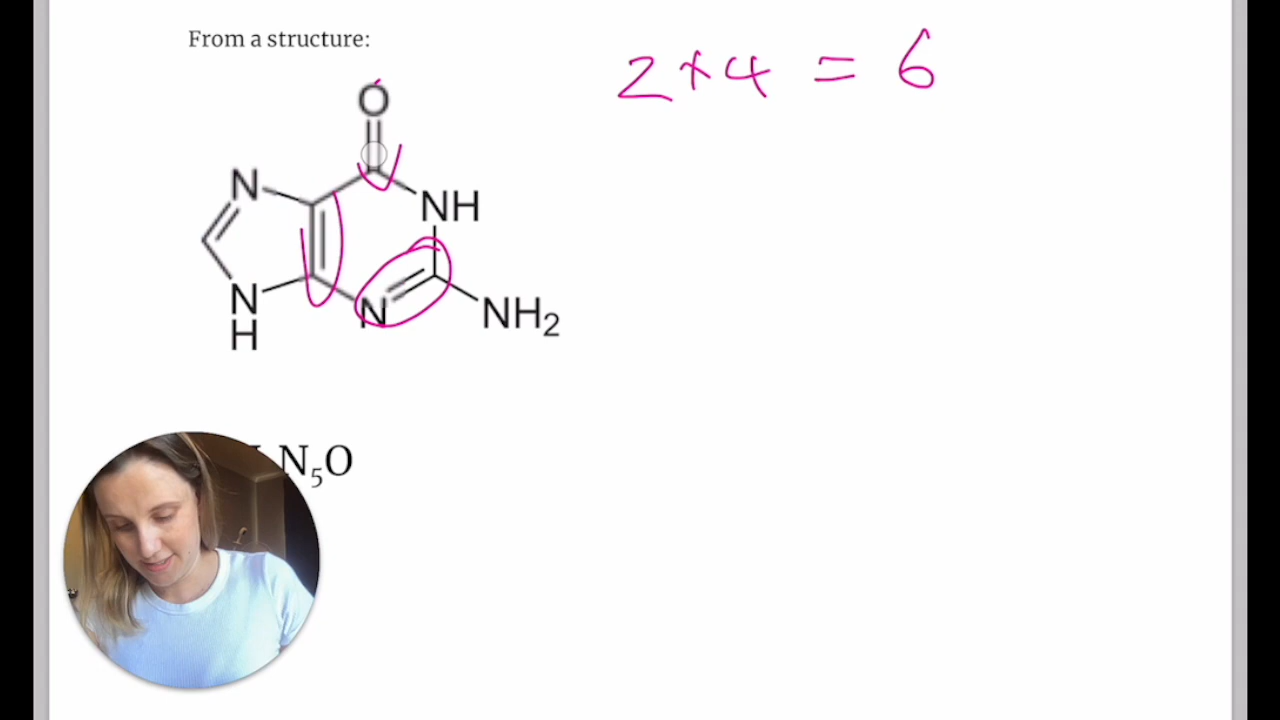 From a structure:
2 + 4 = 6
O
N
NH
N
H
N
NH₂
N₅O